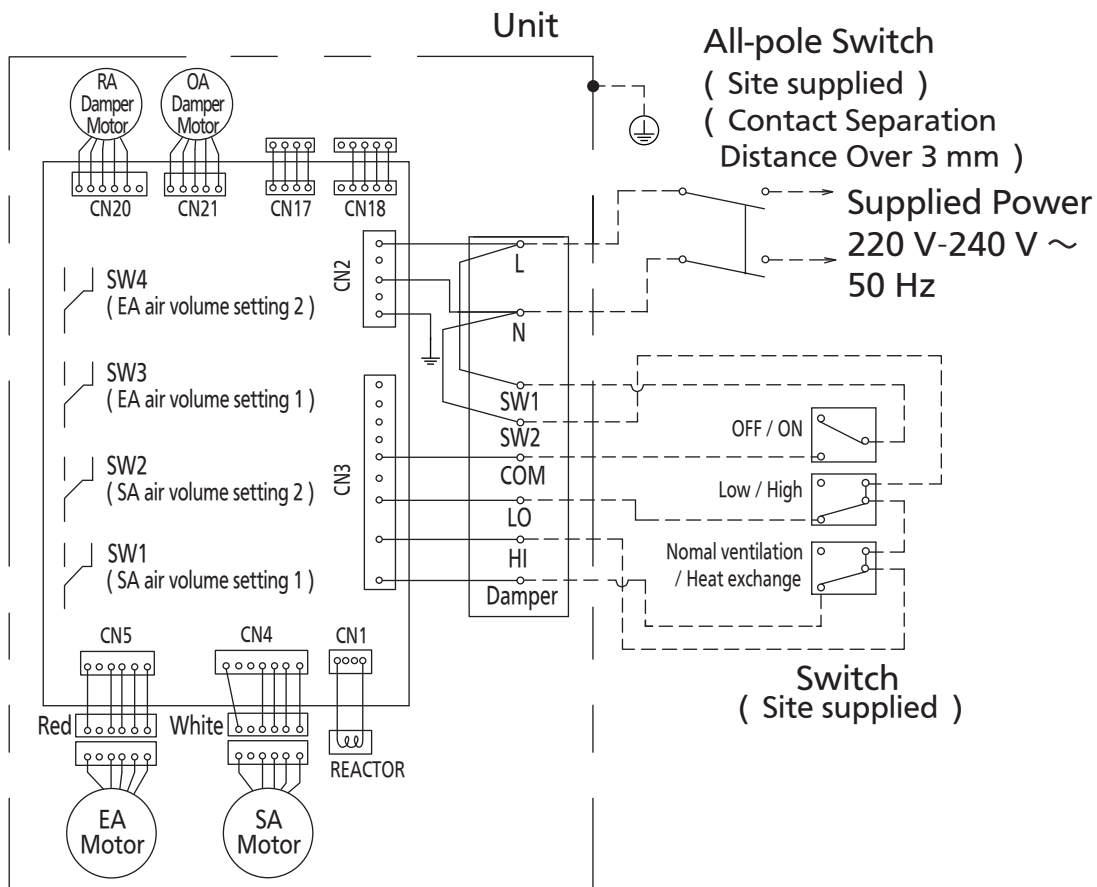 Unit
All-pole Switch
( Site supplied )
( Contact Separation
Distance Over 3 mm )
Supplied Power
220 V-240 V ～
50 Hz
RA
Damper
Motor
OA
Damper
Motor
CN20
CN21
CN17
CN18
CN2
L
N
SW4
( EA air volume setting 2 )
SW3
( EA air volume setting 1 )
SW2
( SA air volume setting 2 )
SW1
( SA air volume setting 1 )
CN3
SW1
SW2
COM
LO
HI
Damper
OFF / ON
Low / High
Nomal ventilation
/ Heat exchange
Switch
( Site supplied )
CN5
CN4
CN1
Red
White
REACTOR
EA
Motor
SA
Motor